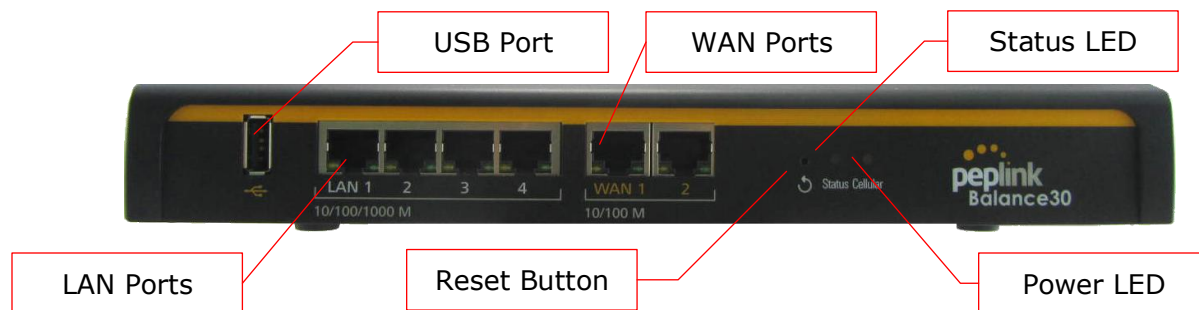 USB Port
WAN Ports
Status LED
LAN 1 2 3 4
WAN 1 2
10/100/1000 M
10/100 M
Status Cellular
peplink
Balance30
LAN Ports
Reset Button
Power LED